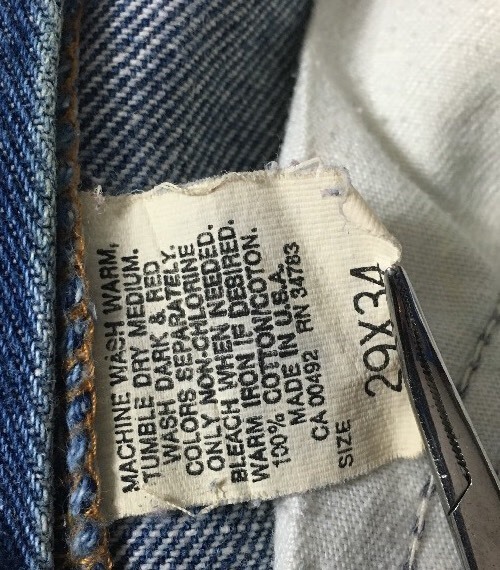 MACHINE WASH WARM,
TUMBLE DRY MEDIUM.
WASH DARK & RED
COLORS SEPARATELY.
ONLY NON-CHLORINE
BLEACH WHEN NEEDED.
WARM IRON IF DESIRED.
100% COTTON/COTON.
MADE IN U.S.A.
CA 00492 RN 34783
SIZE 29X34